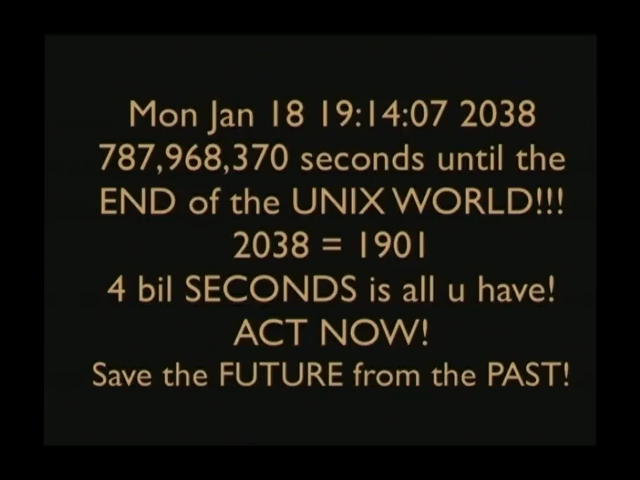 Mon Jan 18 19:14:07 2038
787,968,370 seconds until the
END of the UNIX WORLD!!!
2038 = 1901
4 bil SECONDS is all u have!
ACT NOW!
Save the FUTURE from the PAST!